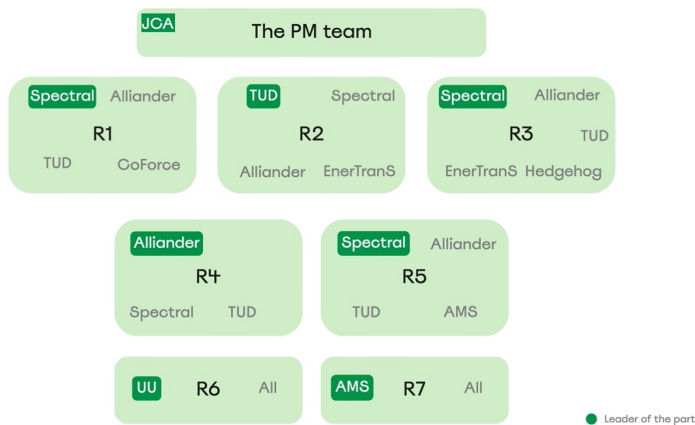 JCA
The PM team
Spectral Alliander
R1
TUD GoForce
TUD Spectral
R2
Alliander EnerTranS
Spectral Alliander
R3 TUD
EnerTranS Hedgehog
Alliander
R4
Spectral TUD
Spectral Alliander
R5
TUD AMS
UU R6 All
AMS R7 All
Leader of the part